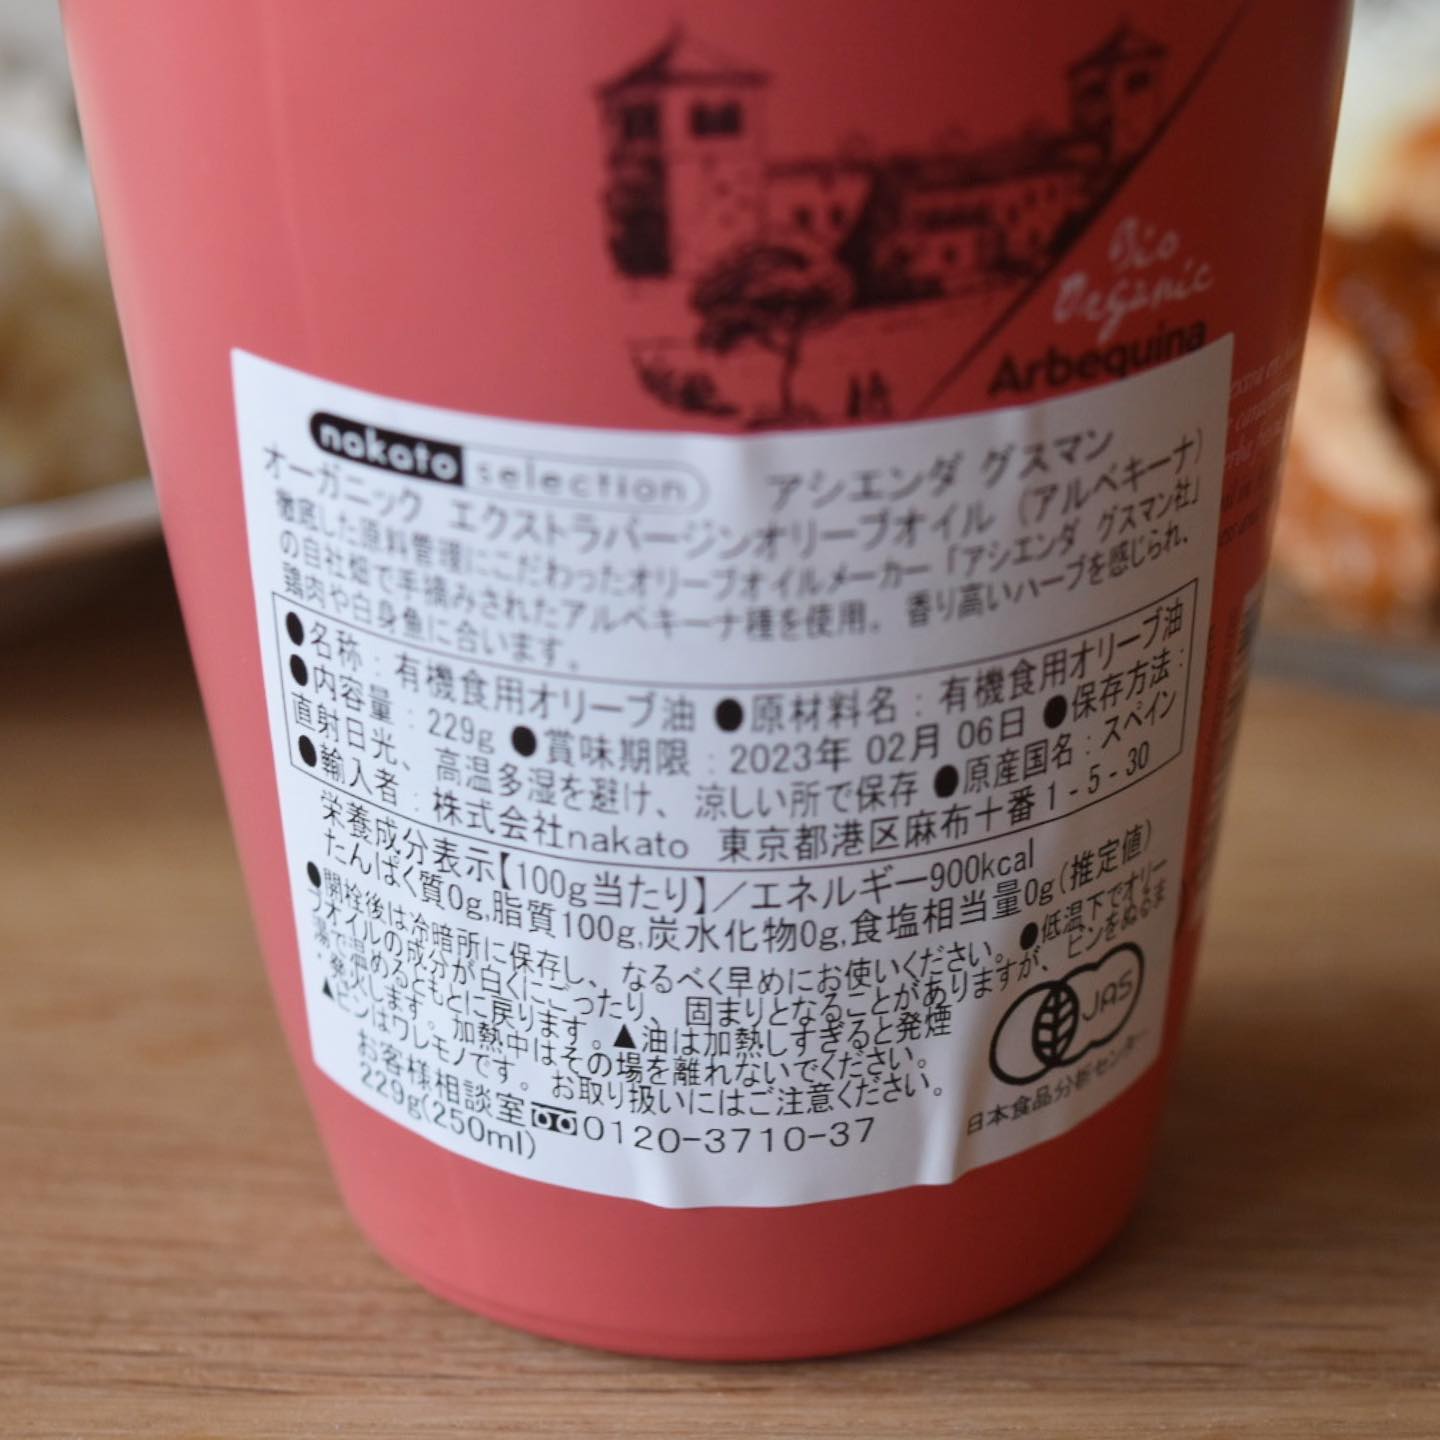 Bio
Organic
Arbequina
nakato selection アシエンダ グスマン
オーガニック エクストラバージンオリーブオイル (アルベキーナ)
徹底した原料管理にこだわったオリーブオイルメーカー「アシエンダ グスマン社」
の自社畑で手摘みされたアルベキーナ種を使用。香り高いハーブを感じられ、
鶏肉や白身魚に合います。
●名称:有機食用オリーブ油 ●原材料名:有機食用オリーブ油
●内容量:229g ●賞味期限:2023年 02月 06日 ●保存方法:
直射日光、高温多湿を避け、涼しい所で保存 ●原産国名:スペイン
●輸入者:株式会社nakato 東京都港区麻布十番 1-5-30
栄養成分表示【100g当たり】/エネルギー900kcal
たんぱく質0g,脂質100g,炭水化物0g,食塩相当量0g(推定値)
●開栓後は冷暗所に保存し、なるべく早めにお使いください。●低温下でオリー
ブオイルの成分が白くにごったり、固まりとなることがありますが、ビンをぬるま
湯で温めるともとに戻ります。▲油は加熱しすぎると発煙
・発火します。加熱中はその場を離れないでください。
▲ビンはワレモノです。お取り扱いにはご注意ください。
お客様相談室 0120-3710-37
229g(250ml)
JAS
日本食品分析センター